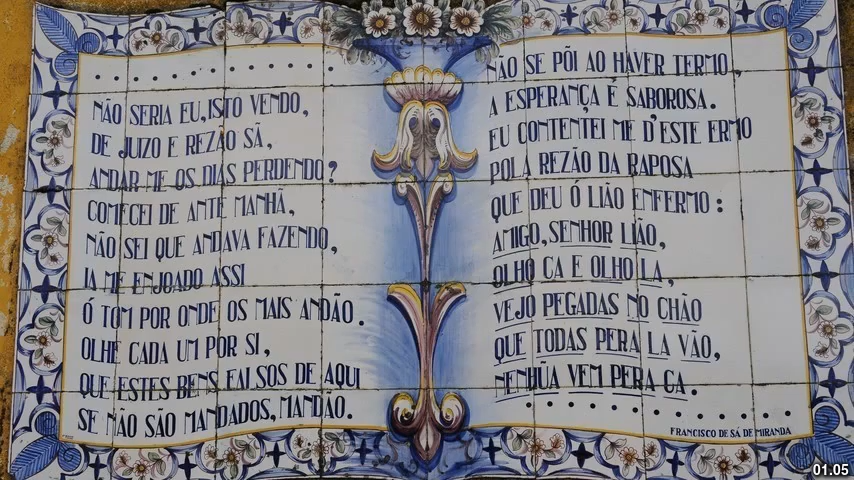 NÃO SERIA EU, ISTO VENDO,
DE JUIZO E REZÃO SÃ,
ANDAR ME OS DIAS PERDENDO?
COMECEI DE ANTE MANHÃ,
NÃO SEI QUE ANDAVA FAZENDO,
IA ME ENJOADO ASSI
Ó TOM POR ONDE OS MAIS ANDÃO.
OLHE CADA UM POR SI,
QUE ESTES BENS FALSOS DE AQUI
SE NÃO SÃO MANDADOS, MANDÃO.
NÃO SE PÕI AO HAVER TERMO,
A ESPERANÇA É SABOROSA.
EU CONTENTEI ME D'ESTE ERMO
POLA REZÃO DA RAPOSA
QUE DEU Ó LIÃO ENFERMO:
AMIGO, SENHOR LIÃO,
OLHO CA E OLHO LA,
VEJO PEGADAS NO CHÃO
QUE TODAS PERA LA VÃO,
NENHŨA VEM PERA CA.
FRANCISCO DE SÁ DE MIRANDA
01.05